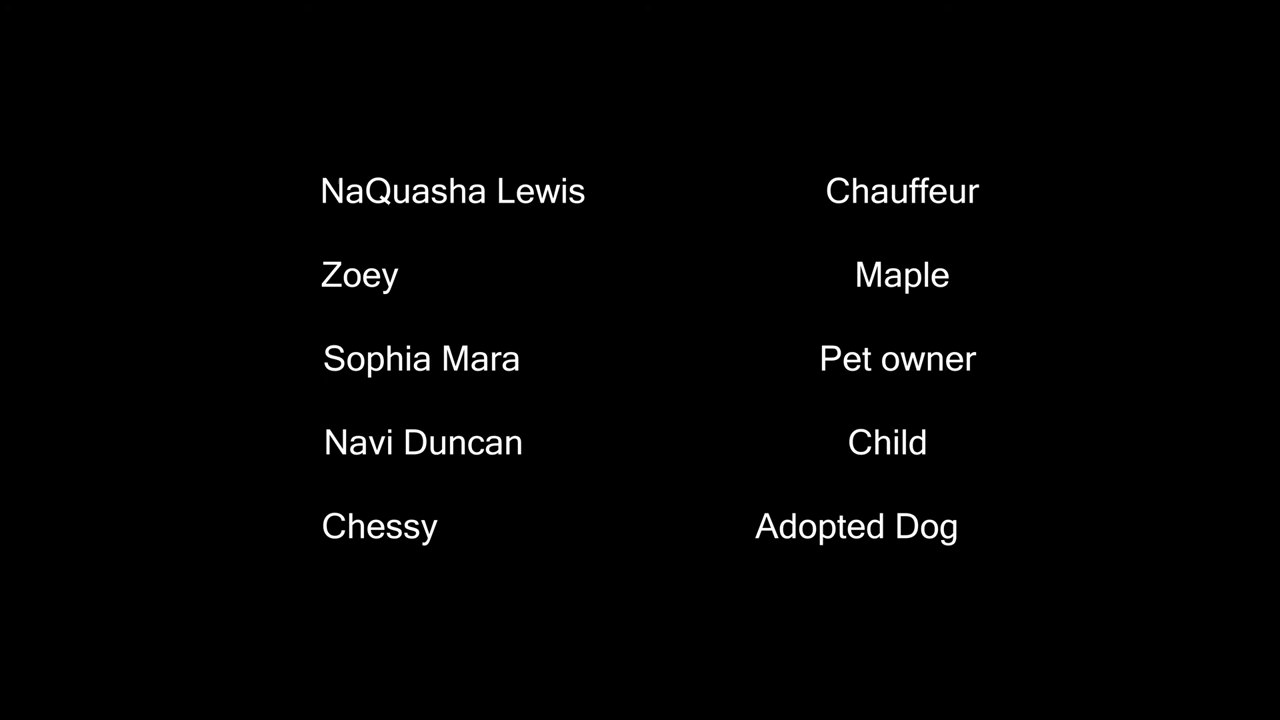 NaQuasha Lewis Chauffeur
Zoey Maple
Sophia Mara Pet owner
Navi Duncan Child
Chessy Adopted Dog